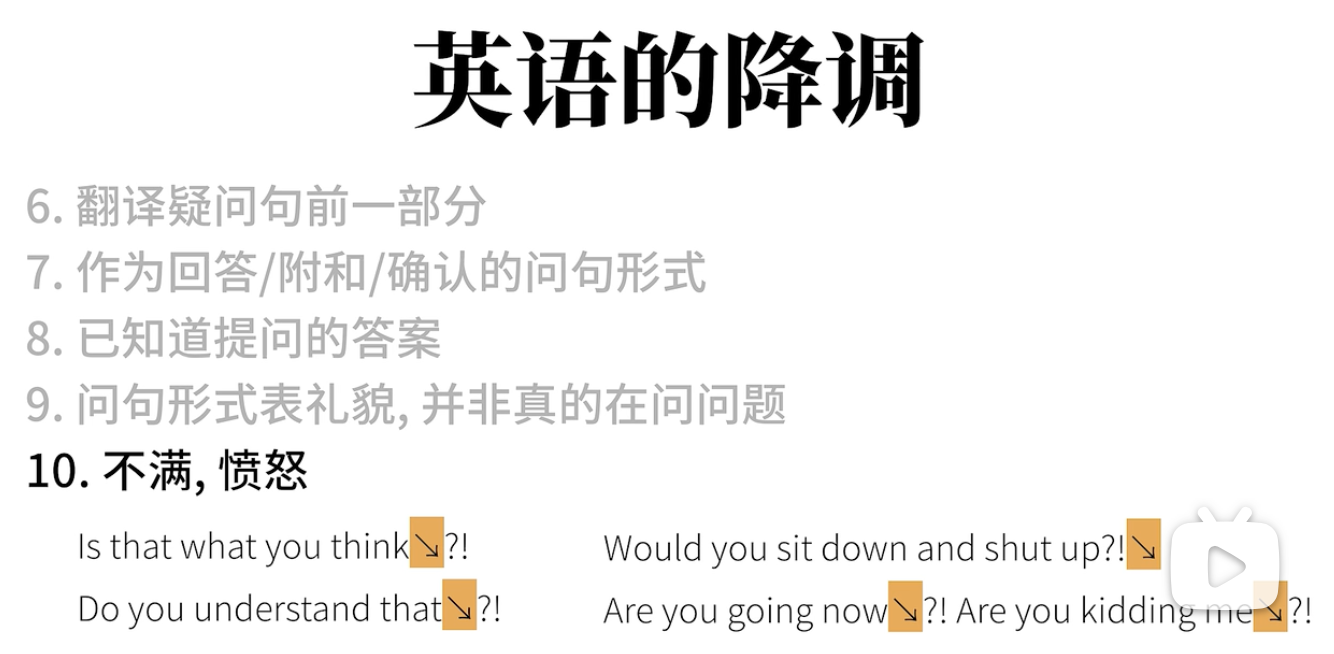 英语的降调
6. 翻译疑问句前一部分
7. 作为回答/附和/确认的问句形式
8. 已知道提问的答案
9. 问句形式表礼貌, 并非真的在问问题
10. 不满, 愤怒
Is that what you think↘?! Would you sit down and shut up?!↘
Do you understand that↘?! Are you going now↘?! Are you kidding me↘?!